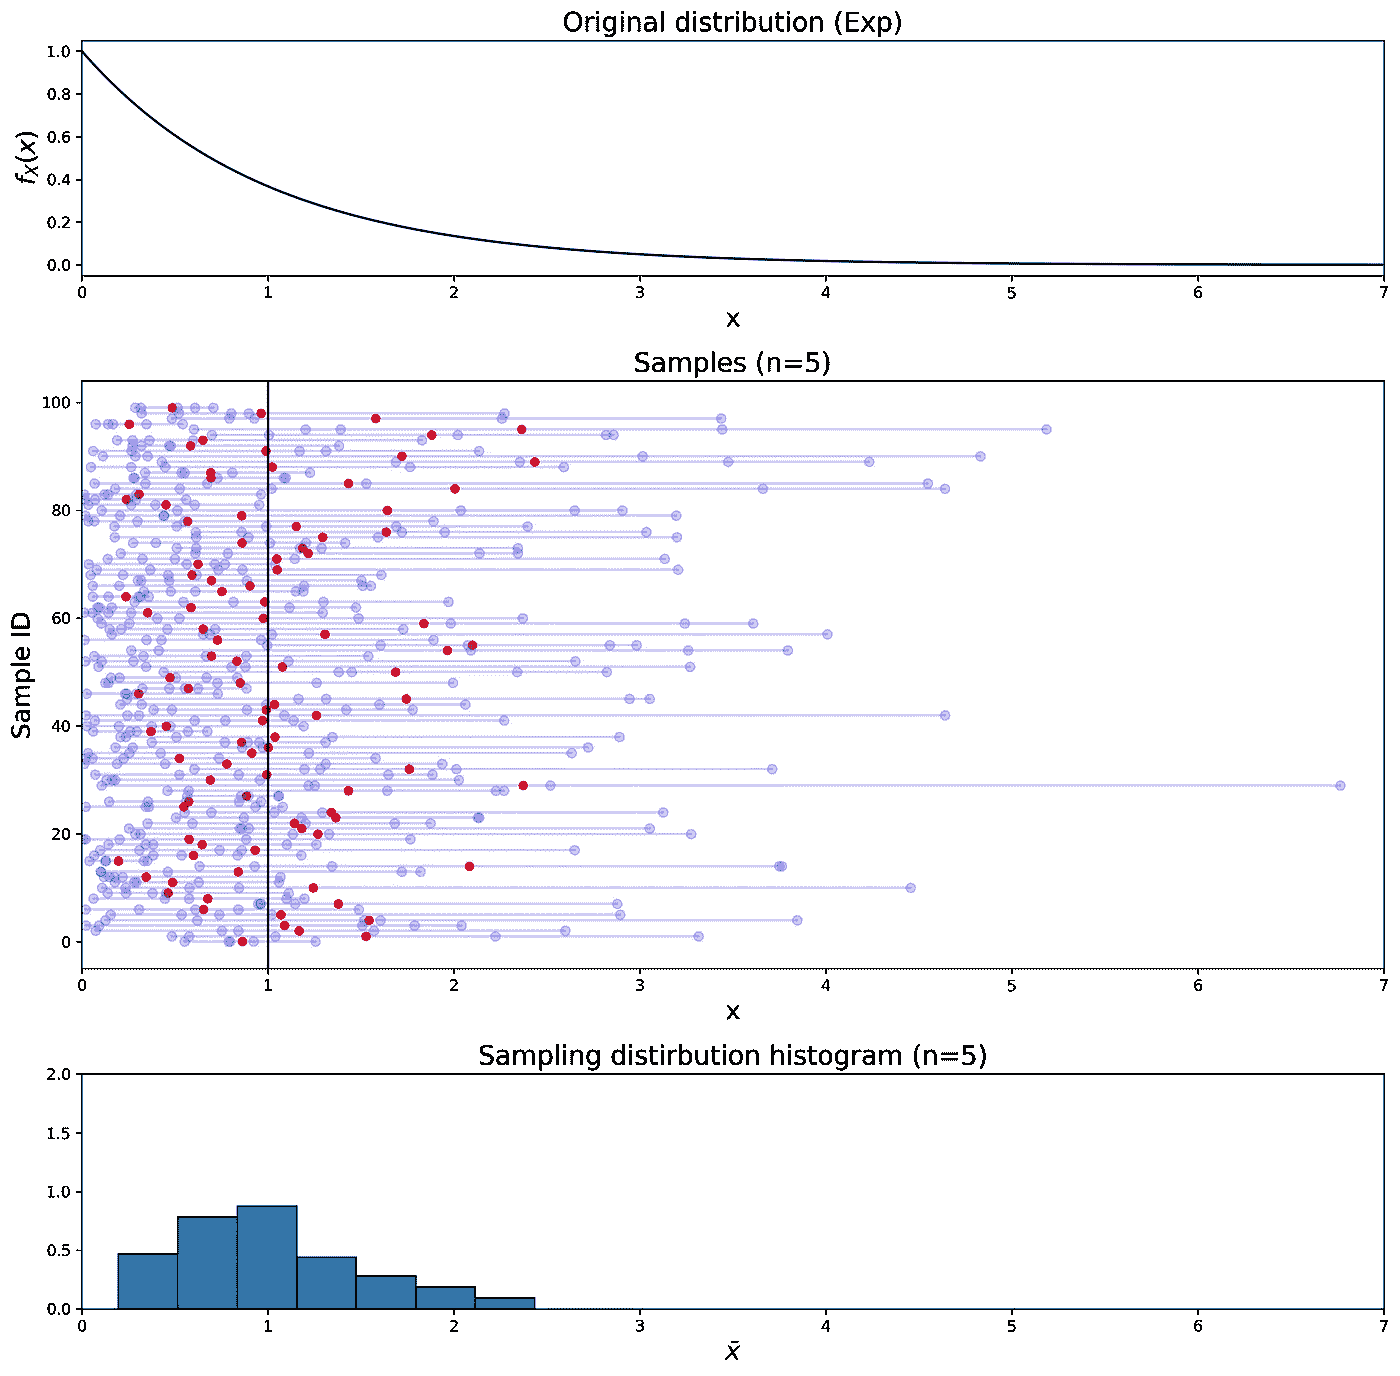 Original distribution (Exp)
1.0
0.8
0.6
0.4
0.2
0.0
f_X(x)
0 1 2 3 4 5 6 7
x
Samples (n=5)
100
80
60
40
20
0
Sample ID
0 1 2 3 4 5 6 7
x
Sampling distirbution histogram (n=5)
2.0
1.5
1.0
0.5
0.0
0 1 2 3 4 5 6 7
x̄